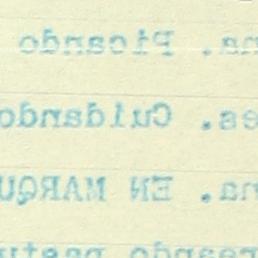 na. Picando
es. Cuidando
na. EN MARQU